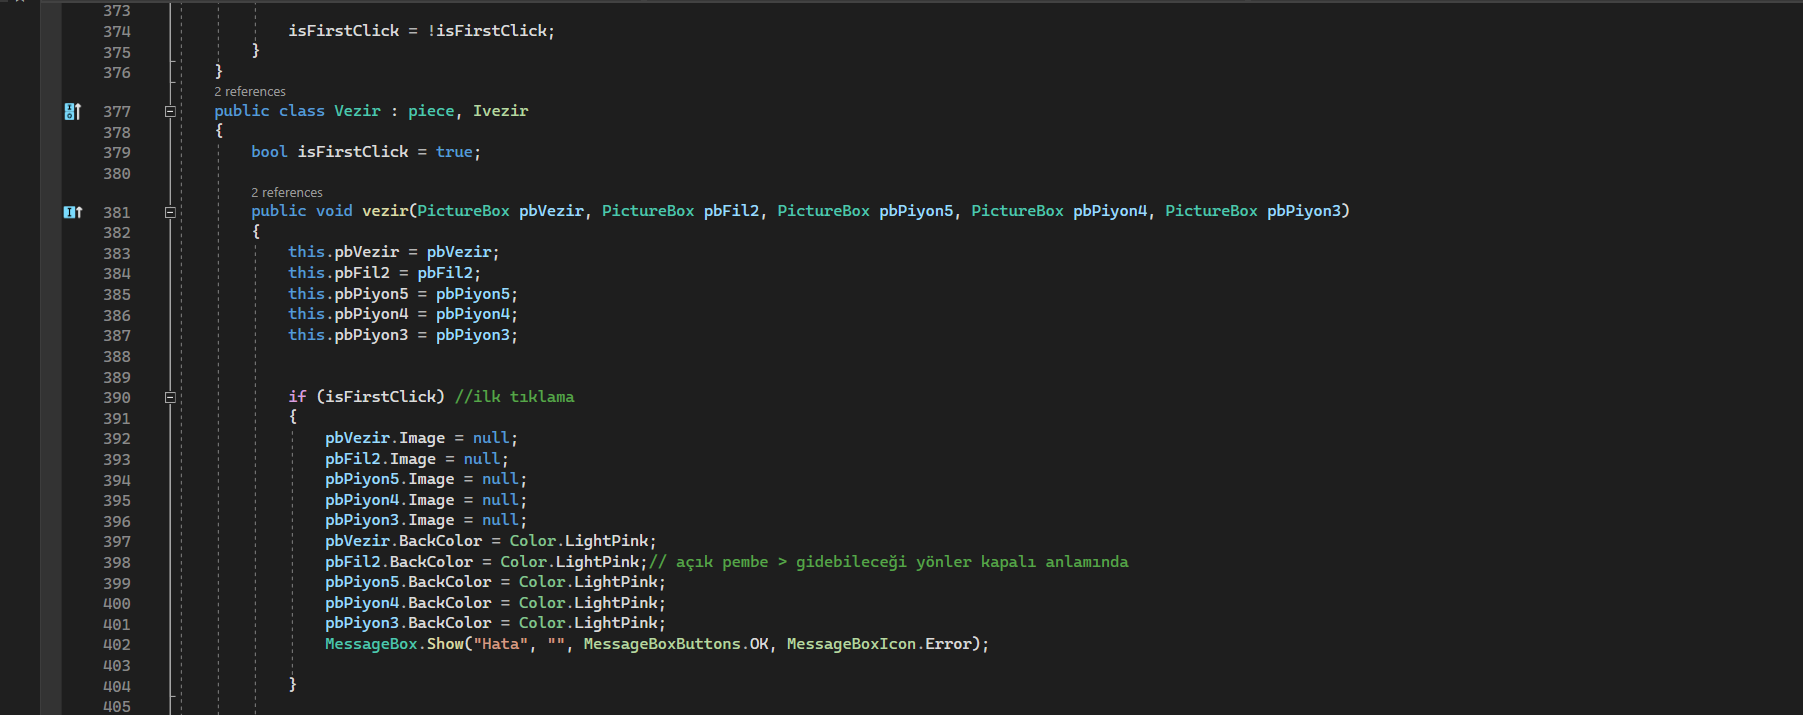 373
374 isFirstClick = !isFirstClick;
375 }
376 }
2 references
377 public class Vezir : piece, Ivezir
378 {
379 bool isFirstClick = true;
380
2 references
381 public void vezir(PictureBox pbVezir, PictureBox pbFil2, PictureBox pbPiyon5, PictureBox pbPiyon4, PictureBox pbPiyon3)
382 {
383 this.pbVezir = pbVezir;
384 this.pbFil2 = pbFil2;
385 this.pbPiyon5 = pbPiyon5;
386 this.pbPiyon4 = pbPiyon4;
387 this.pbPiyon3 = pbPiyon3;
388
389
390 if (isFirstClick) //ilk tıklama
391 {
392 pbVezir.Image = null;
393 pbFil2.Image = null;
394 pbPiyon5.Image = null;
395 pbPiyon4.Image = null;
396 pbPiyon3.Image = null;
397 pbVezir.BackColor = Color.LightPink;
398 pbFil2.BackColor = Color.LightPink;// açık pembe > gidebileceği yönler kapalı anlamında
399 pbPiyon5.BackColor = Color.LightPink;
400 pbPiyon4.BackColor = Color.LightPink;
401 pbPiyon3.BackColor = Color.LightPink;
402 MessageBox.Show("Hata", "", MessageBoxButtons.OK, MessageBoxIcon.Error);
403
404 }
405